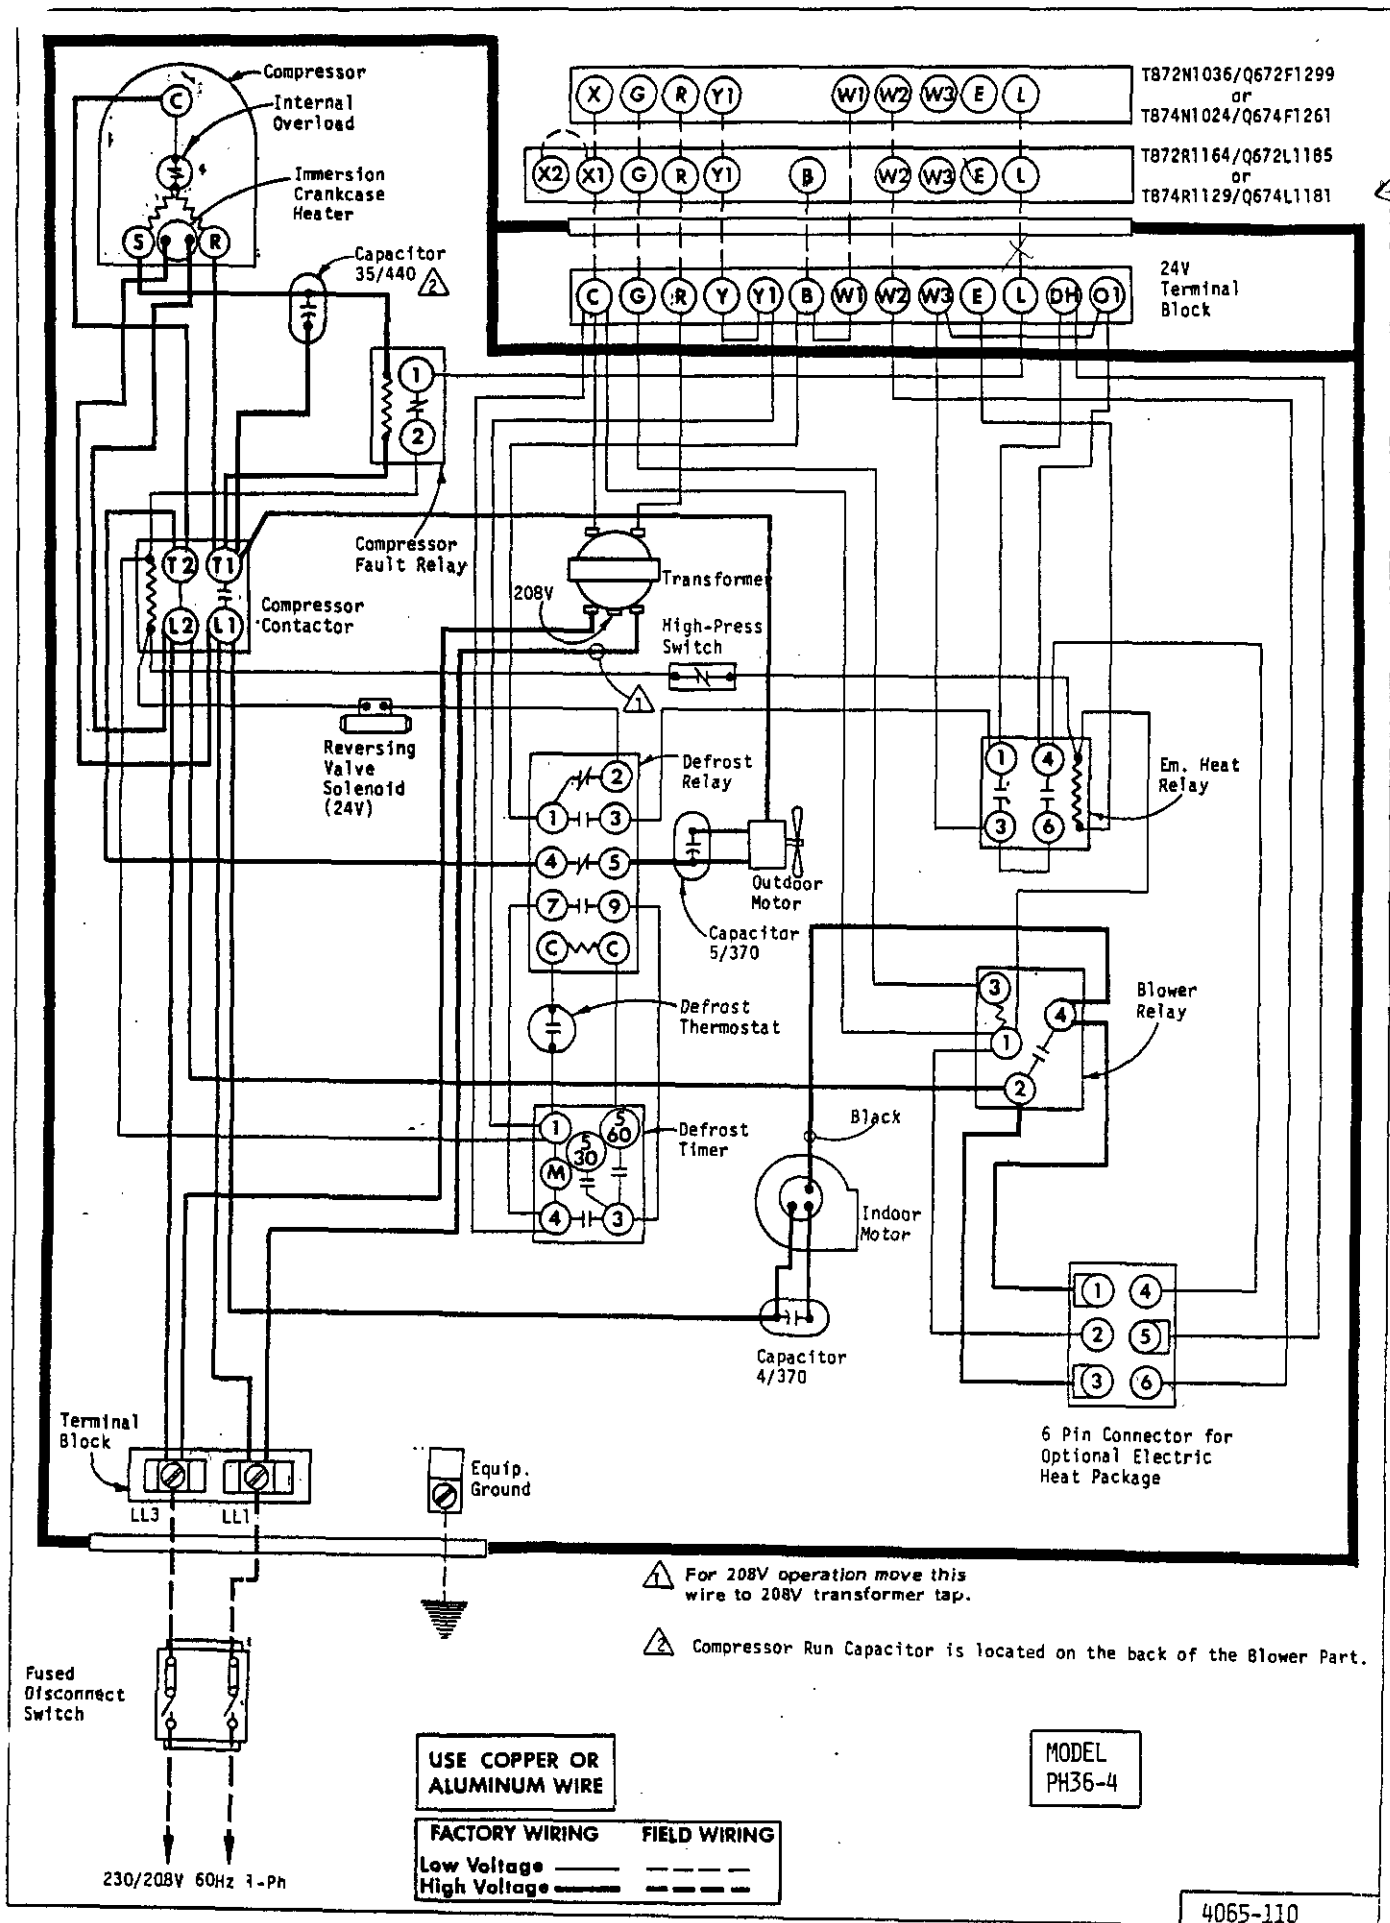 Compressor
Internal
Overload
Immersion
Crankcase
Heater
C
S
R
Capacitor
35/440
2
X G R Y1 W1 W2 W3 E L
T872N1036/Q672F1299
or
T874N1024/Q674F1261
X2 X1 G R Y1 B W2 W3 E L
T872R1164/Q672L1185
or
T874R1129/Q674L1181
C G R Y Y1 B W1 W2 W3 E L DH O1
24V
Terminal
Block
1
2
Compressor
Fault Relay
T2 T1
L2 L1
Compressor
Contactor
208V
Transformer
High-Press
Switch
1
Reversing
Valve
Solenoid
(24V)
Defrost
Relay
2
1 3
4 5
7 9
C C
Outdoor
Motor
Capacitor
5/370
1 4
3 6
Em. Heat
Relay
Defrost
Thermostat
3
4
1
2
Blower
Relay
Black
1
5
60
5
30
M
4 3
Defrost
Timer
Indoor
Motor
Capacitor
4/370
1 4
2 5
3 6
6 Pin Connector for
Optional Electric
Heat Package
Terminal
Block
LL3
LL1
Equip.
Ground
1 For 208V operation move this
wire to 208V transformer tap.
2 Compressor Run Capacitor is located on the back of the Blower Part.
Fused
Disconnect
Switch
230/208V 60Hz 1-Ph
USE COPPER OR
ALUMINUM WIRE
MODEL
PH36-4
FACTORY WIRING FIELD WIRING
Low Voltage
High Voltage
4065-110